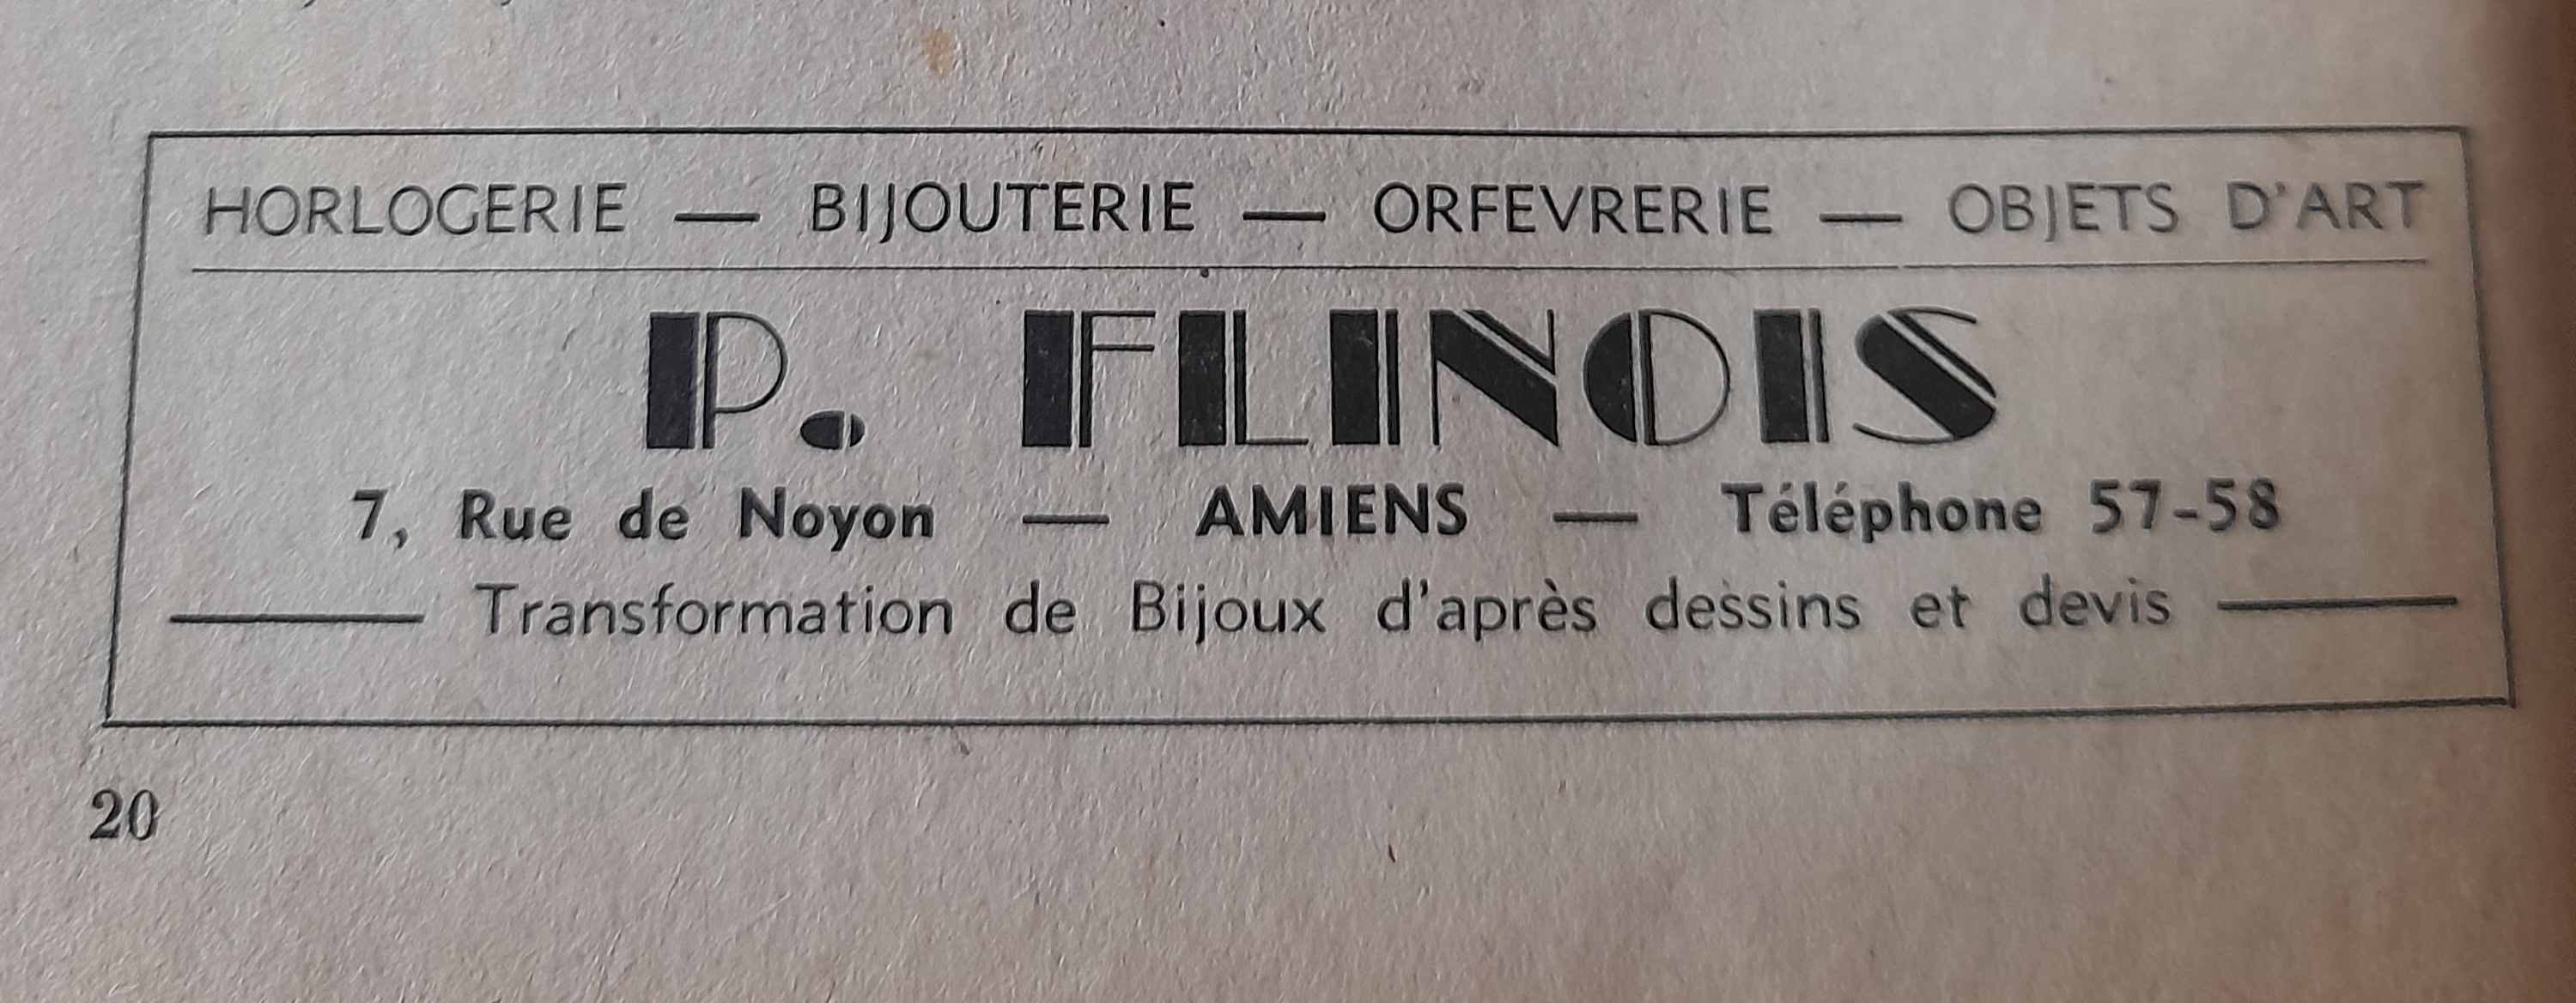 HORLOGERIE — BIJOUTERIE — ORFEVRERIE — OBJETS D'ART
P. FLINOIS
7, Rue de Noyon — AMIENS — Téléphone 57-58
Transformation de Bijoux d'après dessins et devis
20